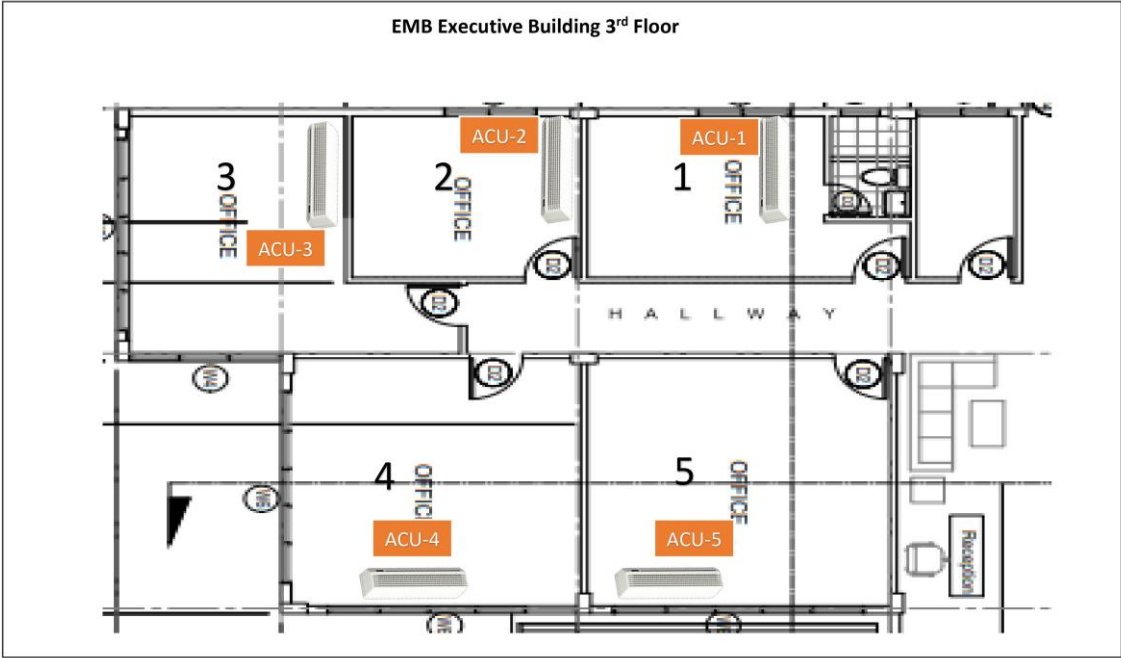 EMB Executive Building 3rd Floor
ACU-2
ACU-1
3
2
1
OFFICE
OFFICE
OFFICE
ACU-3
D2
D2
D2
D2
HALLWAY
W4
D2
D2
4
5
OFFICE
OFFICE
ACU-4
ACU-5
Reception